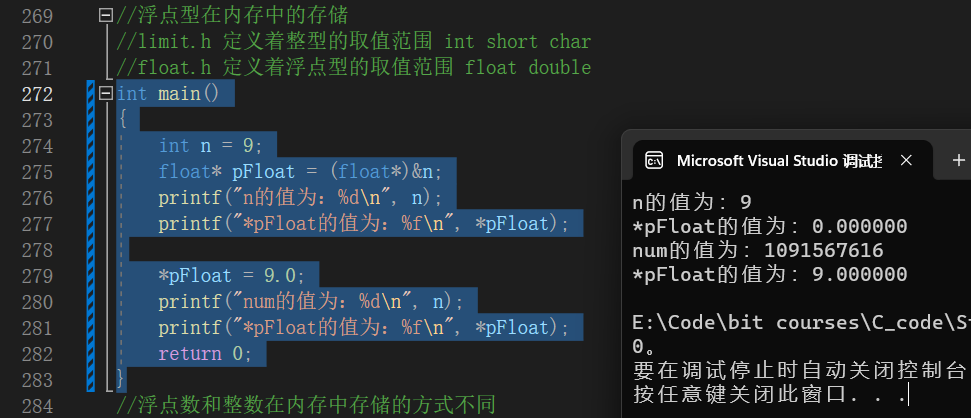 269 //浮点型在内存中的存储
270 //limit.h 定义着整型的取值范围 int short char
271 //float.h 定义着浮点型的取值范围 float double
272 int main()
273 {
274 int n = 9;
275 float* pFloat = (float*)&n;
276 printf("n的值为：%d\n", n);
277 printf("*pFloat的值为：%f\n", *pFloat);
278
279 *pFloat = 9.0;
280 printf("num的值为：%d\n", n);
281 printf("*pFloat的值为：%f\n", *pFloat);
282 return 0;
283 }
//浮点数和整数在内存中存储的方式不同
Microsoft Visual Studio 调试
n的值为：9
*pFloat的值为：0.000000
num的值为：1091567616
*pFloat的值为：9.000000
E:\Code\bit courses\C_code\St
0。
要在调试停止时自动关闭控制台
按任意键关闭此窗口. . .